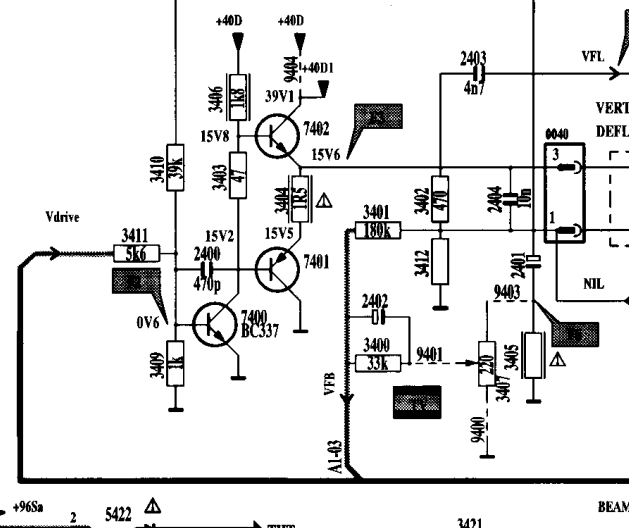 +40D
+40D
2403
VFL
4n7
9404
+40D1
3406
1k8
39V1
7402
VERT
DEFL
0040
15V8
15V6
3
3410
39k
3403
47
3404
1R5
3402
470
2404
10n
Vdrive
3401
180k
1
3411
5k6
15V2
2400
470p
15V5
7401
3412
2401
NIL
2402
9403
0V6
7400
BC337
3400
33k
9401
220
3407
3405
3409
1k
VFB
9400
A1-03
+96Sa
2
5422
BEAM
3421